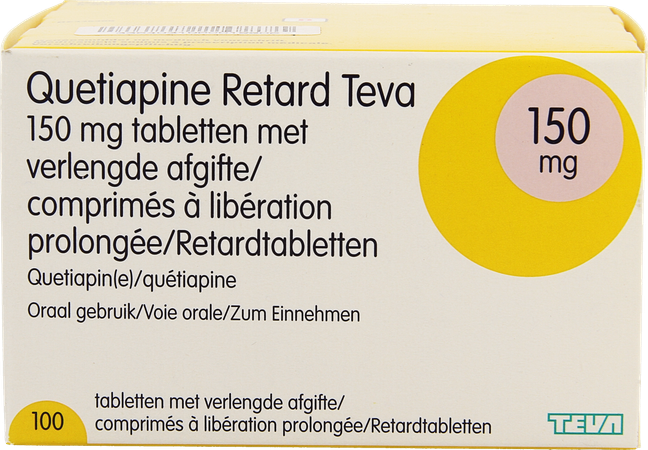 Quetiapine Retard Teva
150 mg tabletten met
verlengde afgifte/
comprimés à libération
prolongée/Retardtabletten
Quetiapin(e)/quétiapine
Oraal gebruik/Voie orale/Zum Einnehmen
150
mg
100
tabletten met verlengde afgifte/
comprimés à libération prolongée/Retardtabletten
TEVA